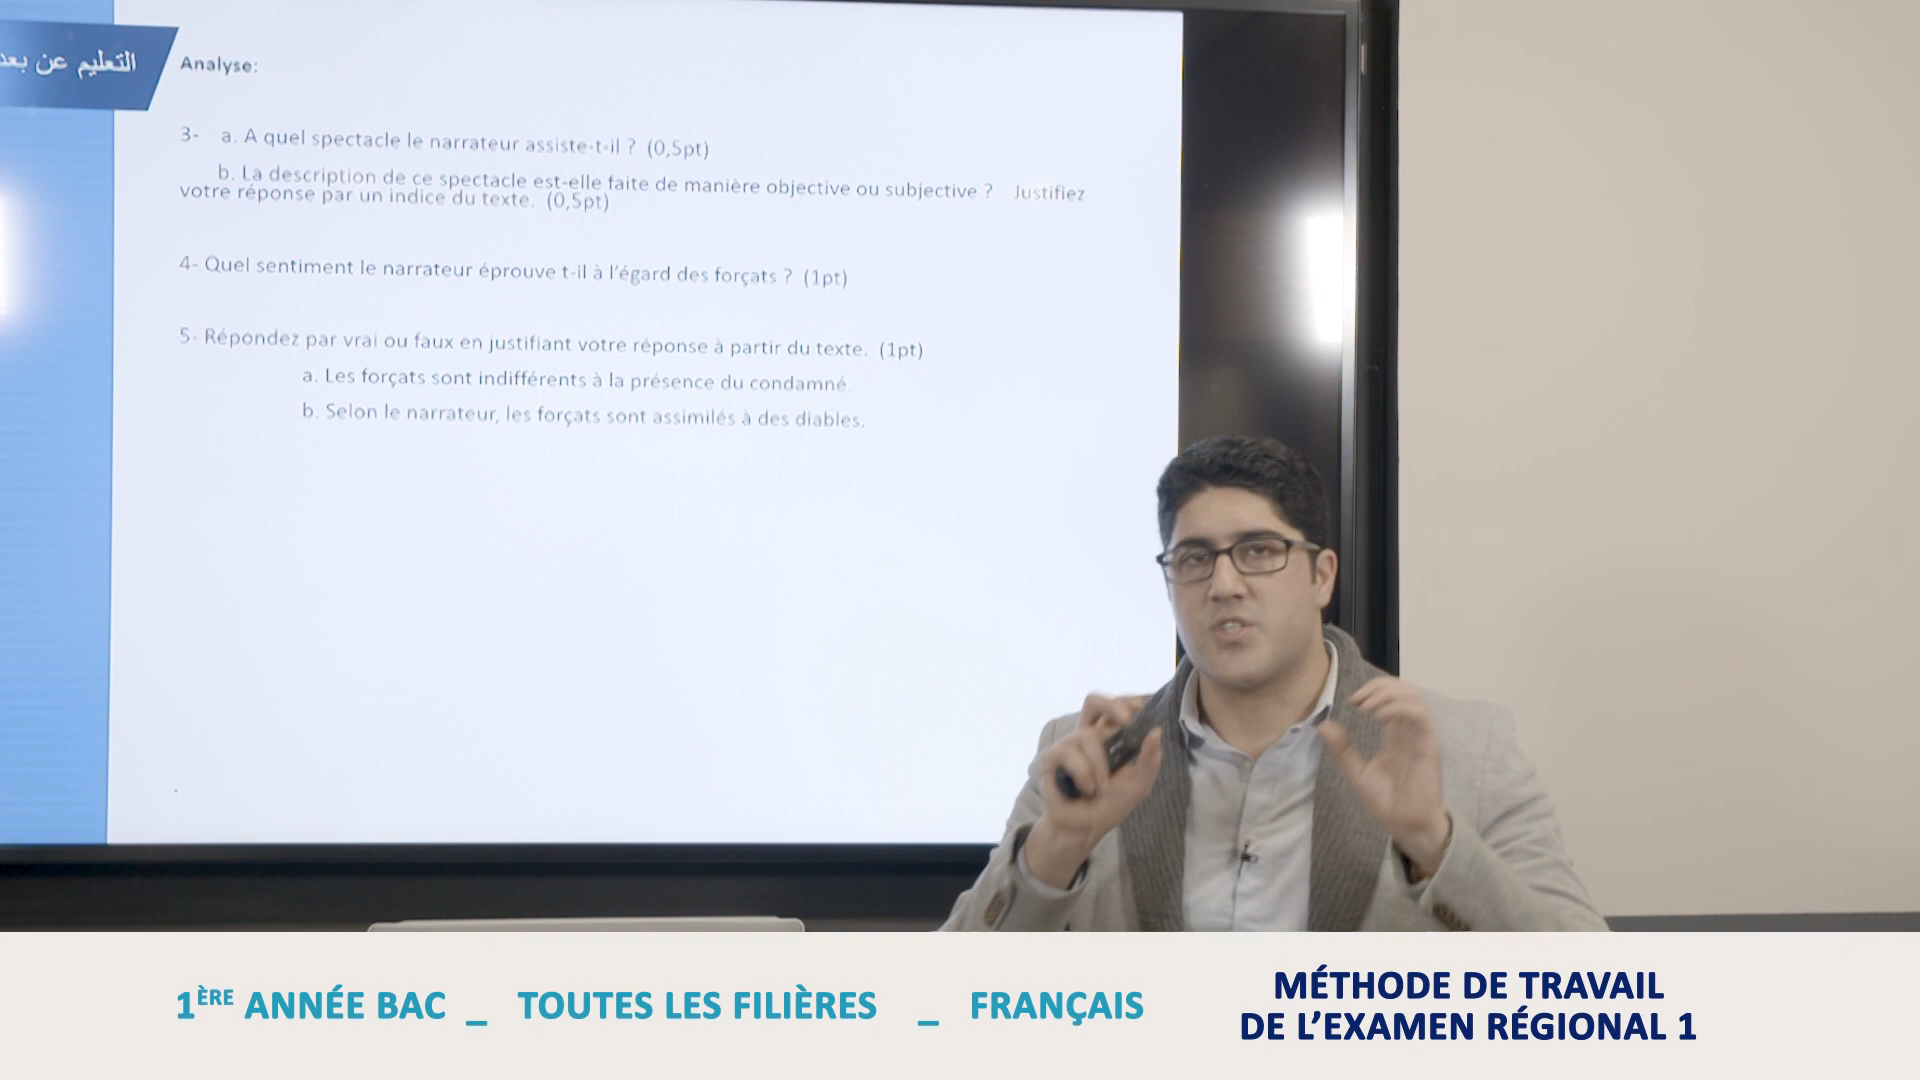 التعليم عن بعد
Analyse:
3- a. A quel spectacle le narrateur assiste-t-il ? (0,5pt)
b. La description de ce spectacle est-elle faite de manière objective ou subjective ? Justifiez
votre réponse par un indice du texte. (0,5pt)
4- Quel sentiment le narrateur éprouve t-il à l'égard des forçats ? (1pt)
5- Répondez par vrai ou faux en justifiant votre réponse à partir du texte. (1pt)
a. Les forçats sont indifférents à la présence du condamné.
b. Selon le narrateur, les forçats sont assimilés à des diables.
1ÈRE ANNÉE BAC _ TOUTES LES FILIÈRES _ FRANÇAIS
MÉTHODE DE TRAVAIL
DE L'EXAMEN RÉGIONAL 1